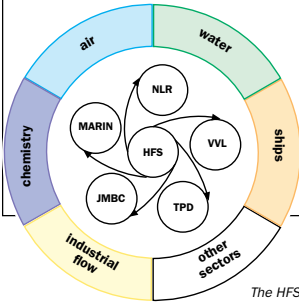 air
water
NLR
MARIN
HFS
VVL
chemistry
ships
JMBC
TPD
industrial
flow
other
sectors
The HFS